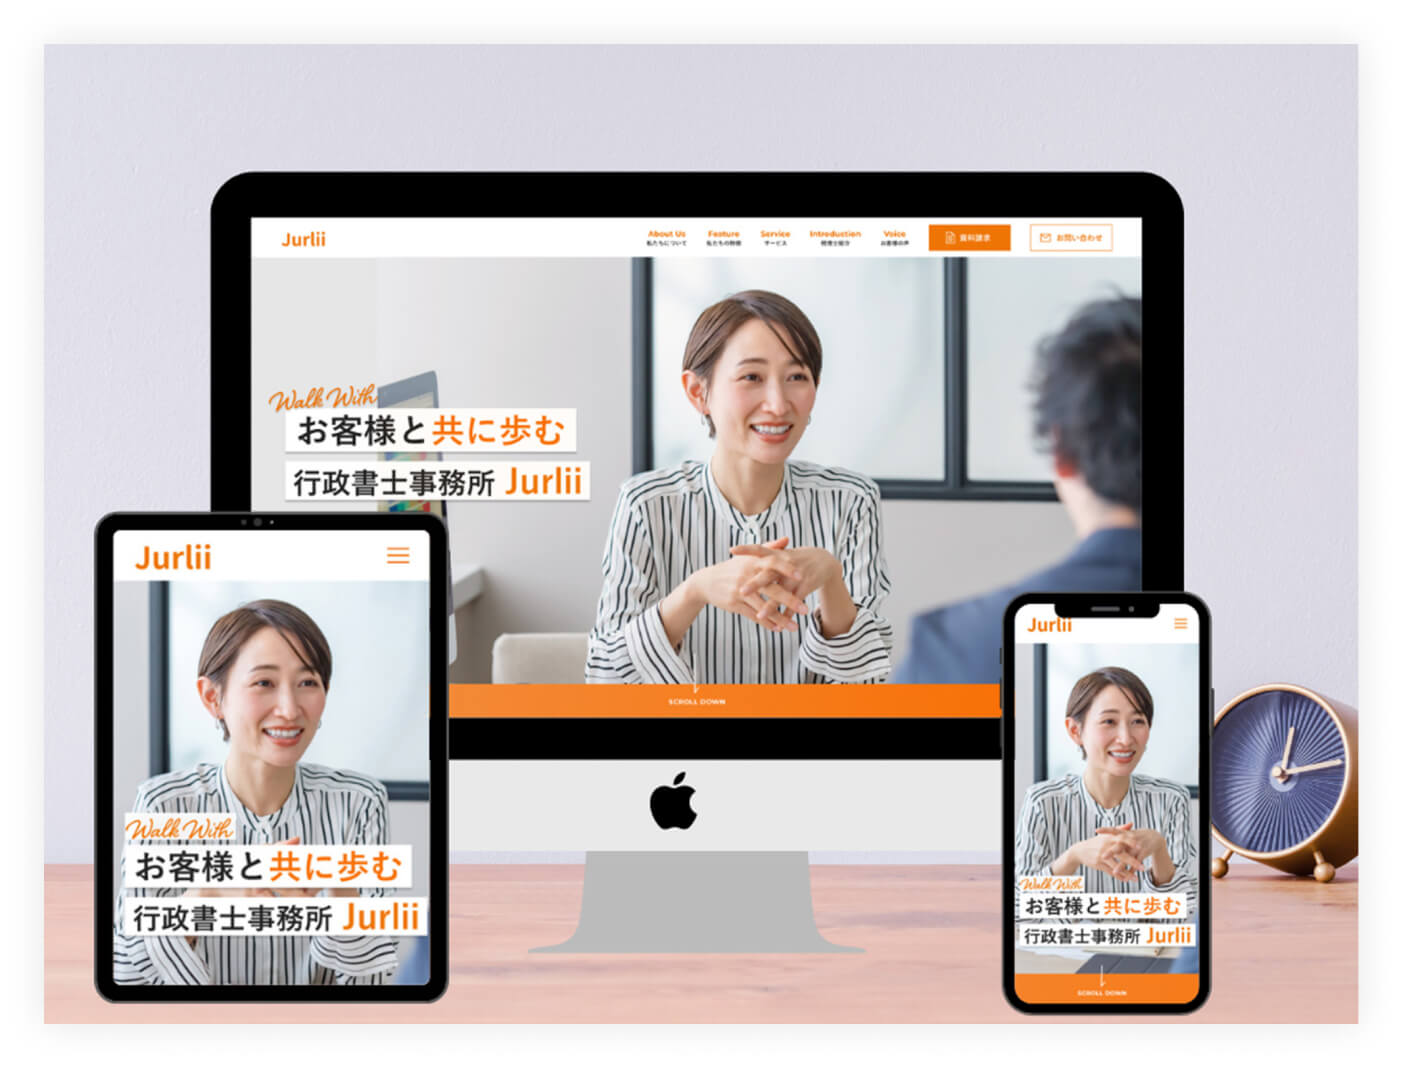 Jurlii
About Us
私たちについて
Feature
私たちの特徴
Service
サービス
Introduction
税理士紹介
Voice
お客様の声
資料請求
お問い合わせ
Walk With
お客様と共に歩む
行政書士事務所 Jurlii
SCROLL DOWN
Jurlii
Walk With
お客様と共に歩む
行政書士事務所 Jurlii
Jurlii
Walk With
お客様と共に歩む
行政書士事務所 Jurlii
SCROLL DOWN